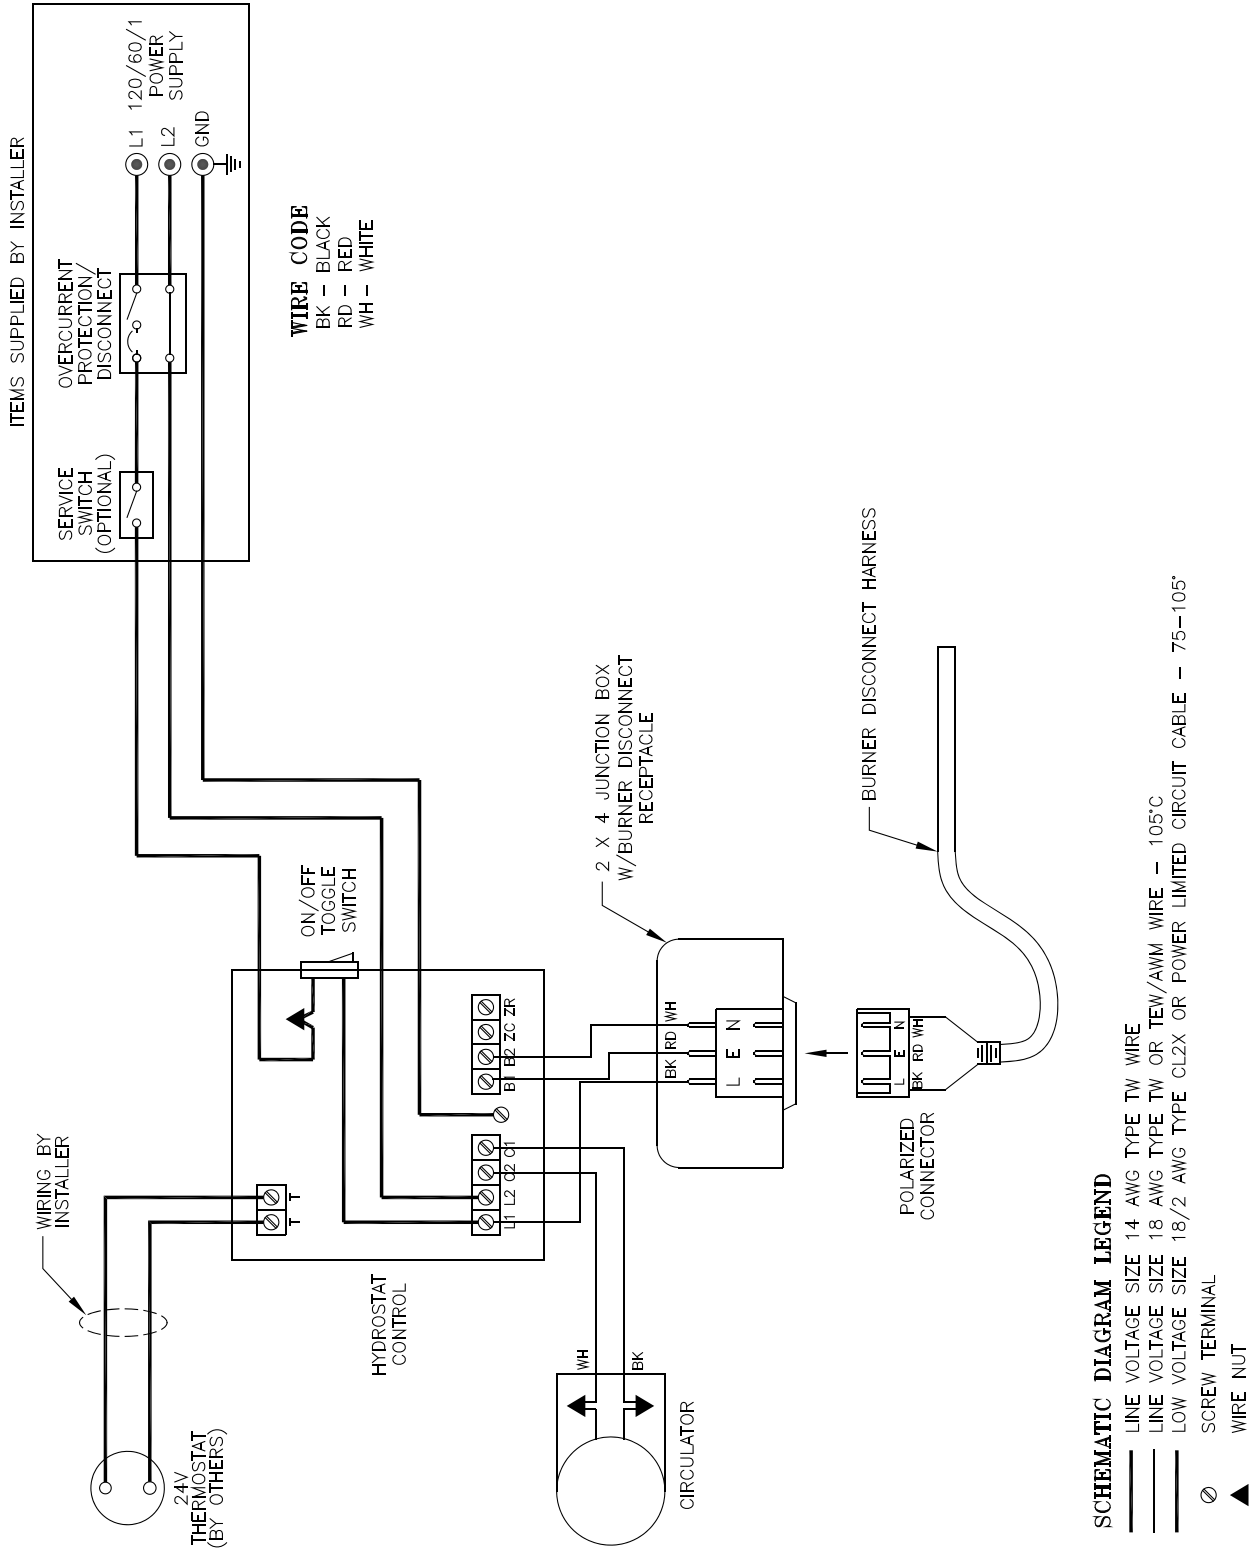 ITEMS SUPPLIED BY INSTALLER
SERVICE
SWITCH
(OPTIONAL)
OVERCURRENT
PROTECTION/
DISCONNECT
L1
120/60/1
POWER
SUPPLY
L2
GND
WIRE CODE
BK – BLACK
RD – RED
WH – WHITE
WIRING BY
INSTALLER
24V
THERMOSTAT
(BY OTHERS)
T
T
ON/OFF
TOGGLE
SWITCH
HYDROSTAT
CONTROL
L1
L2
C2
C1
B1
B2
ZC
ZR
WH
BK
CIRCULATOR
2 X 4 JUNCTION BOX
W/BURNER DISCONNECT
RECEPTACLE
BK
RD
WH
L
E
N
POLARIZED
CONNECTOR
L
E
N
BK
RD
WH
BURNER DISCONNECT HARNESS
SCHEMATIC DIAGRAM LEGEND
LINE VOLTAGE SIZE 14 AWG TYPE TW WIRE
LINE VOLTAGE SIZE 18 AWG TYPE TW OR TEW/AWM WIRE – 105°C
LOW VOLTAGE SIZE 18/2 AWG TYPE CL2X OR POWER LIMITED CIRCUIT CABLE – 75–105°
SCREW TERMINAL
WIRE NUT